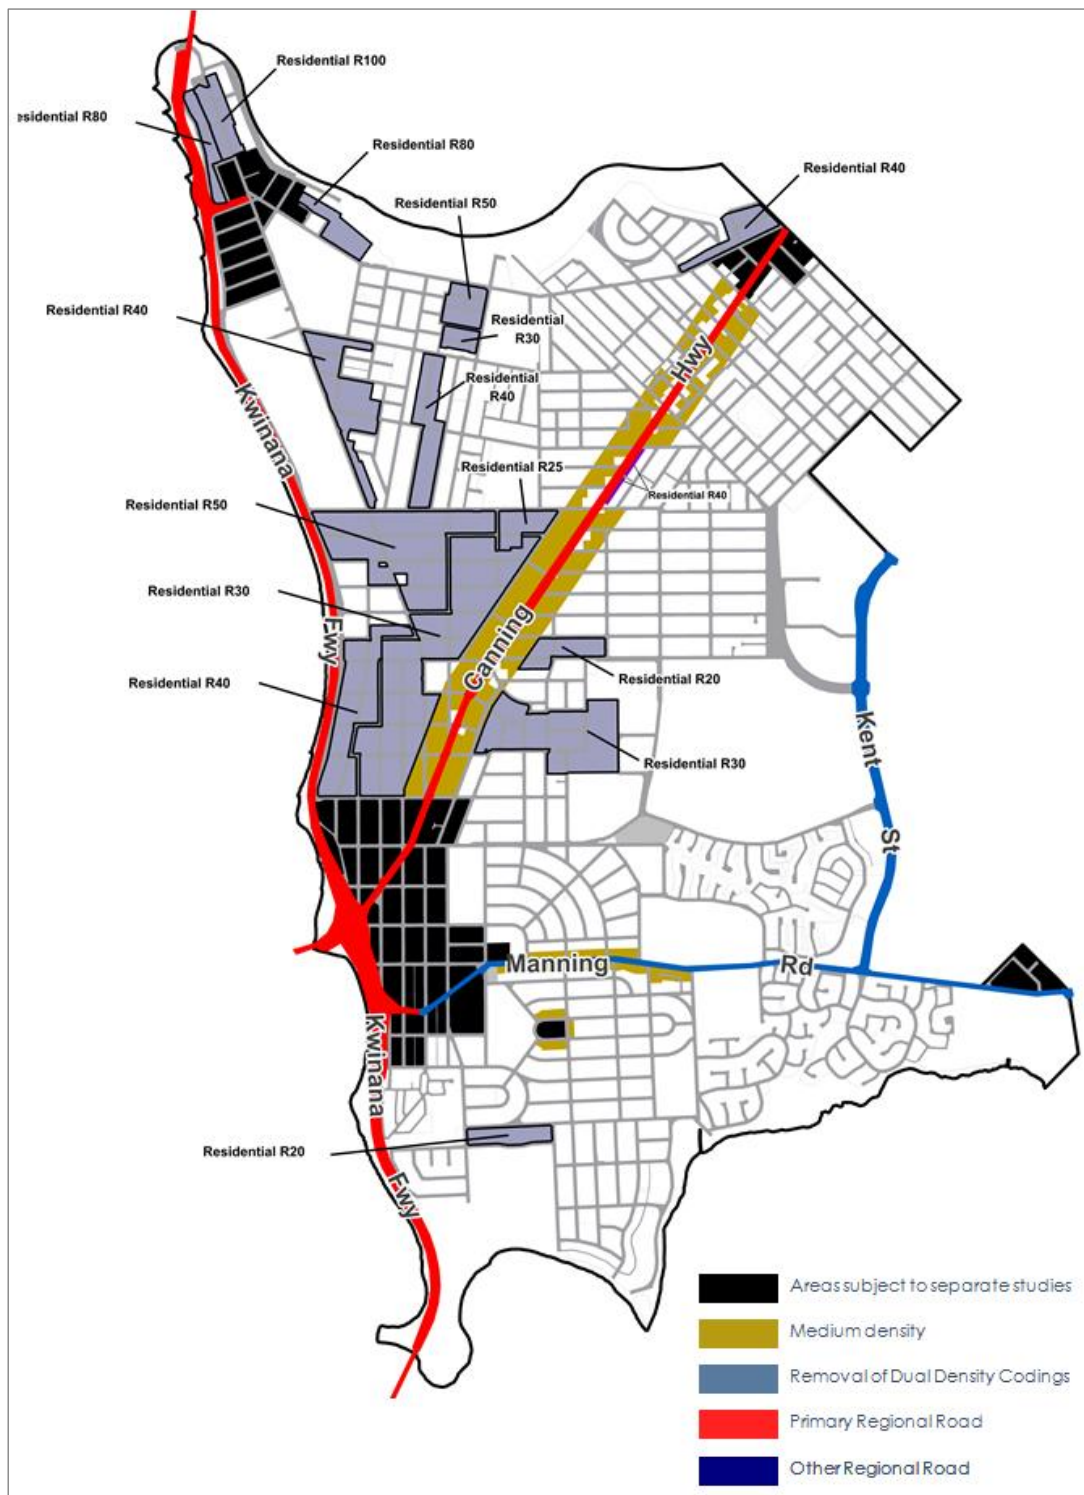 Residential R100
esidential R80
Residential R80
Residential R40
Residential R50
Residential R40
Residential
R30
Hwy
Residential
R40
Kwinana
Residential R25
Residential R40
Residential R50
Residential R30
Fwy
Canning
Residential R20
Residential R40
Kent
Residential R30
St
Manning
Rd
Kwinana
Residential R20
Fwy
Areas subject to separate studies
Medium density
Removal of Dual Density Codings
Primary Regional Road
Other Regional Road